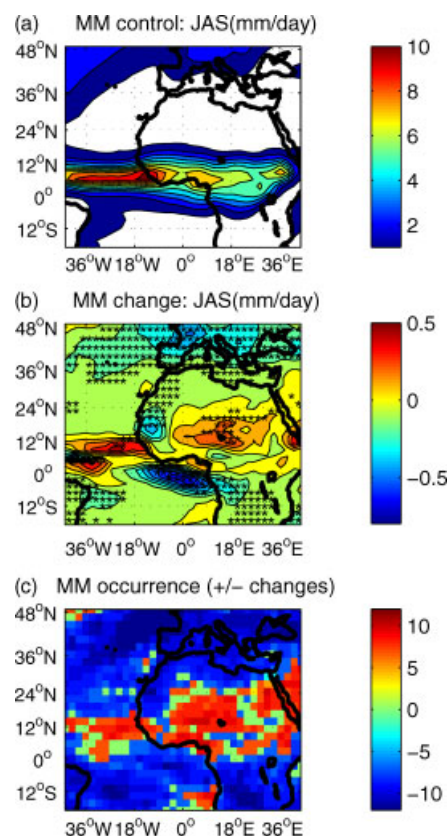 (a) MM control: JAS(mm/day)
48°N
36°N
24°N
12°N
0°
12°S
36°W 18°W 0° 18°E 36°E
10
8
6
4
2
(b) MM change: JAS(mm/day)
48°N
36°N
24°N
12°N
0°
12°S
36°W 18°W 0° 18°E 36°E
0.5
0
−0.5
(c) MM occurrence (+/− changes)
48°N
36°N
24°N
12°N
0°
12°S
36°W 18°W 0° 18°E 36°E
10
5
0
−5
−10